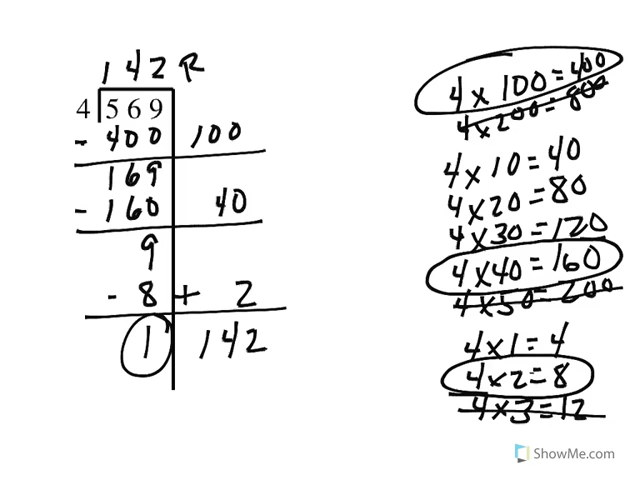 142 R
4 569
- 400 100
169
- 160 40
9
- 8 + 2
1 142
4 x 100 = 400
4 x 200 = 800
4 x 10 = 40
4 x 20 = 80
4 x 30 = 120
4 x 40 = 160
4 x 50 = 200
4 x 1 = 4
4 x 2 = 8
4 x 3 = 12
ShowMe.com